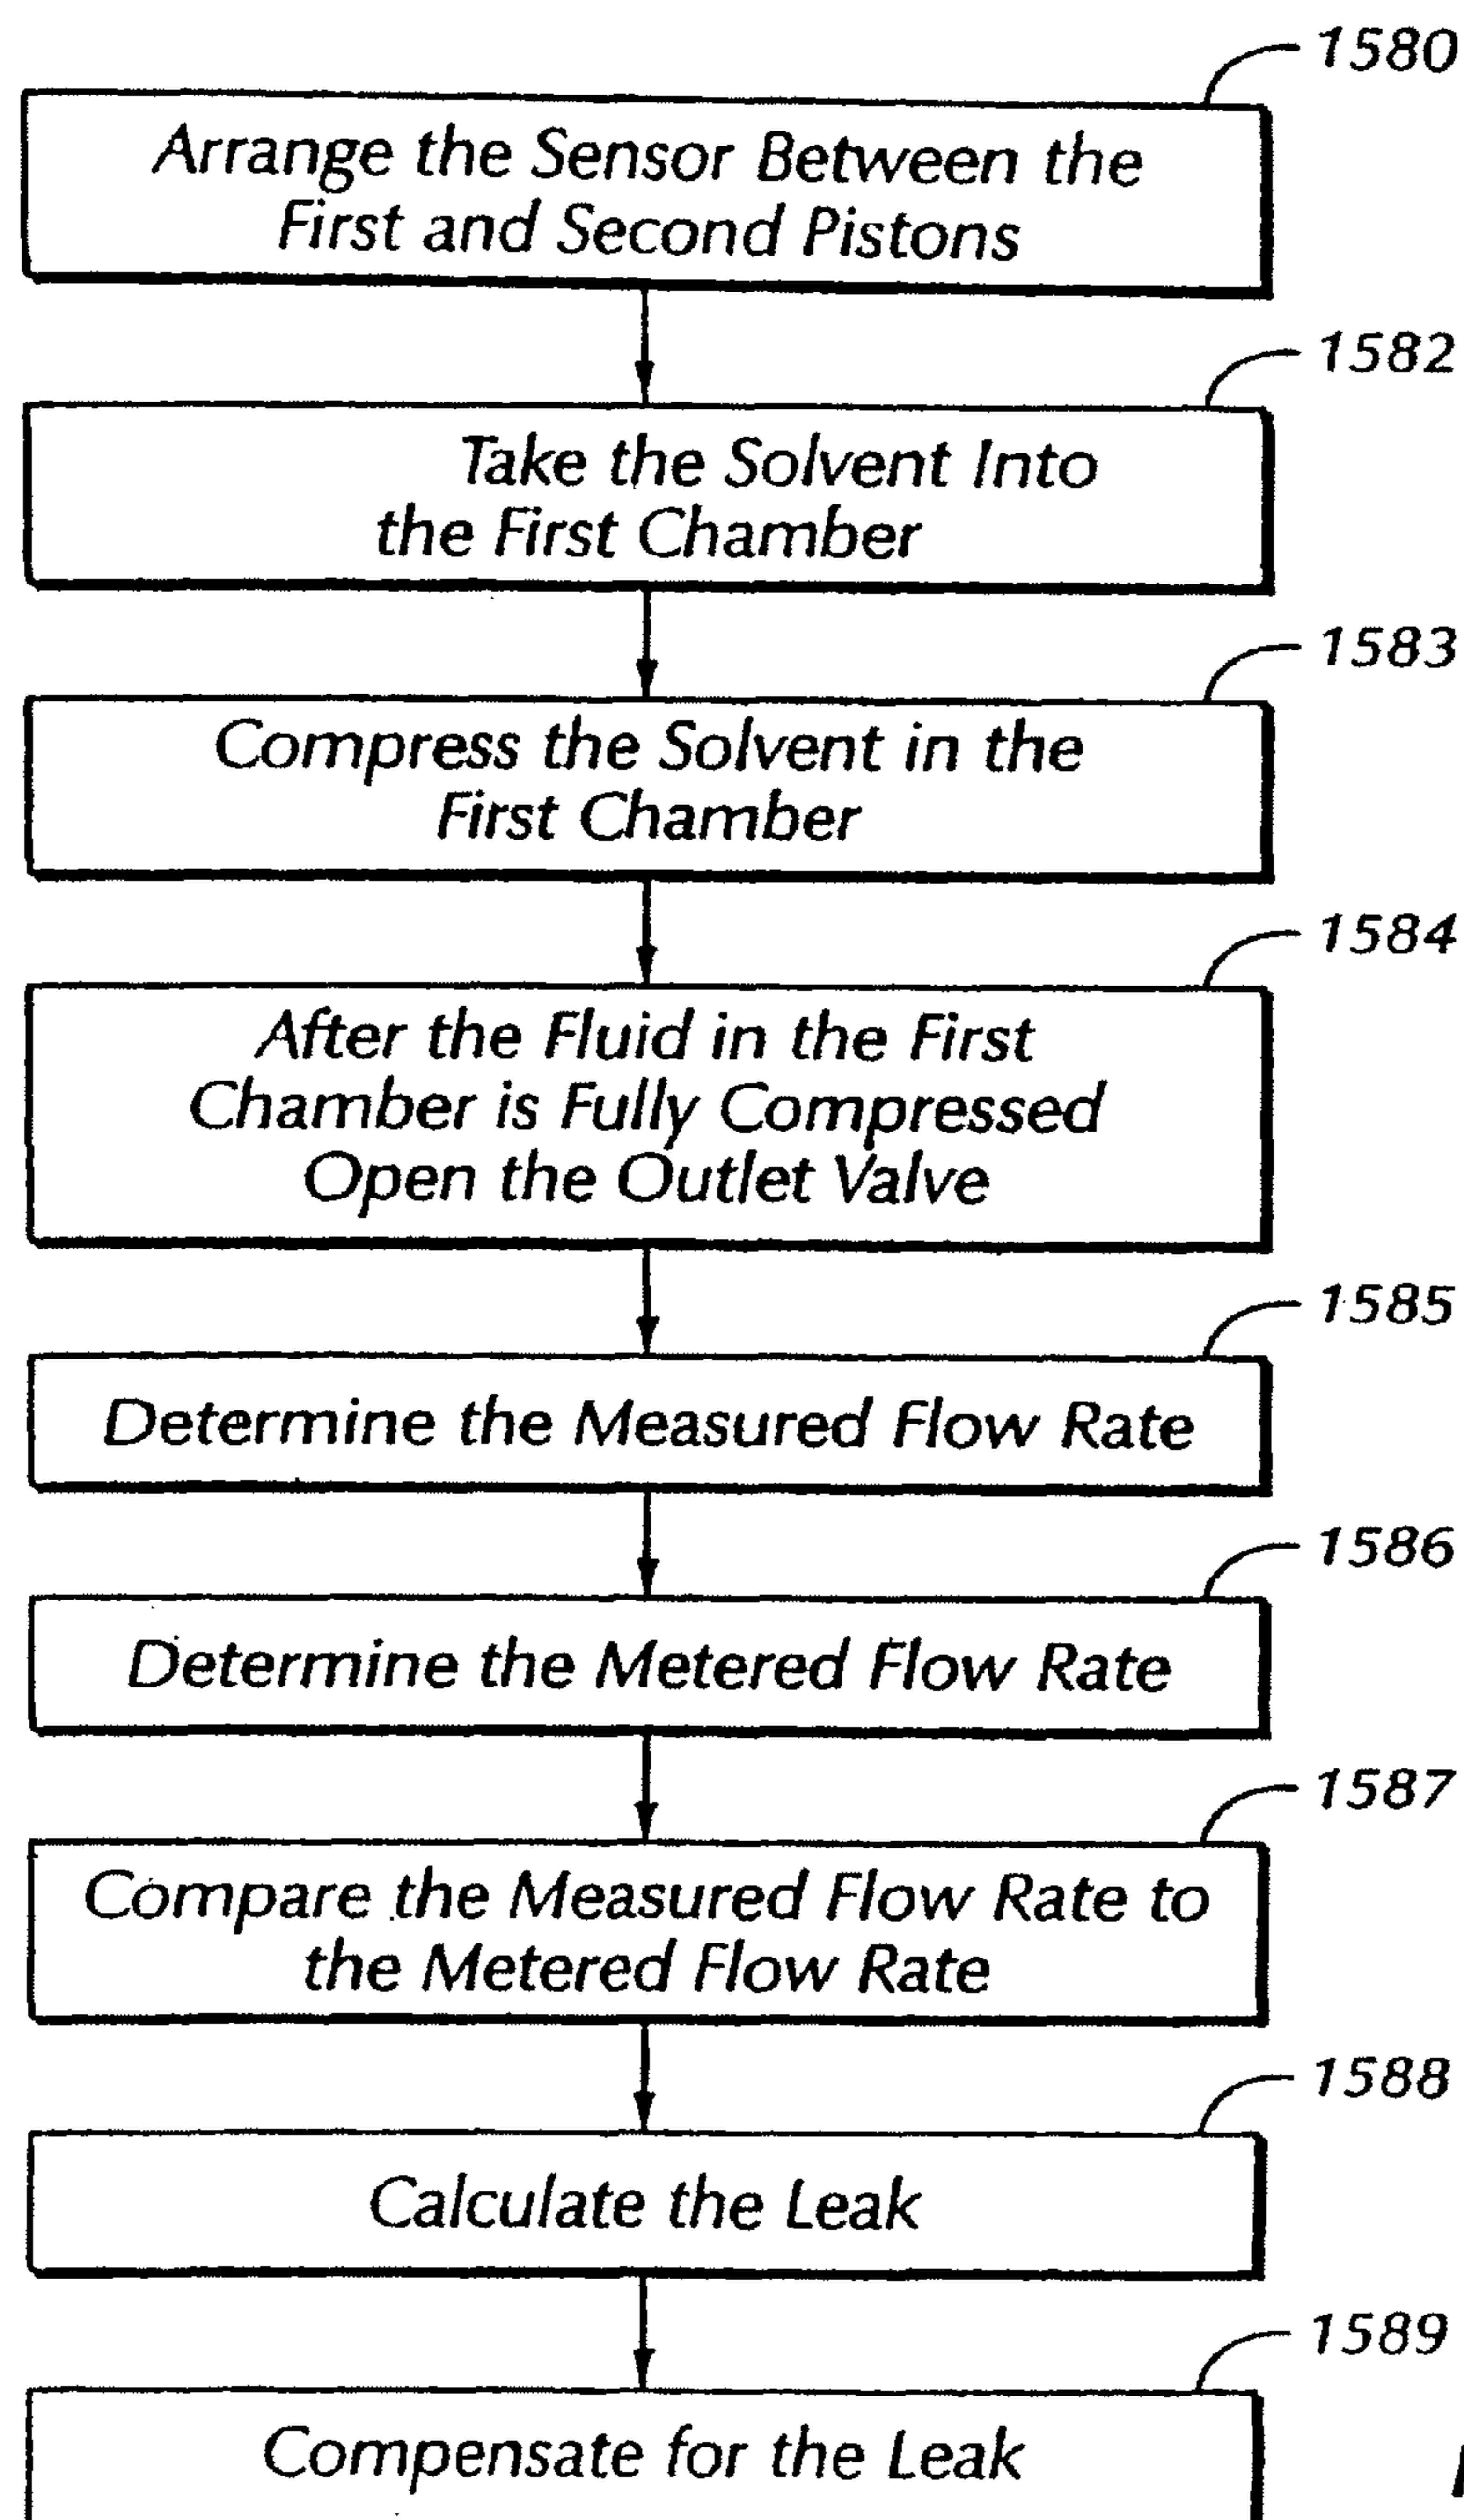 1580
Arrange the Sensor Between the
First and Second Pistons
1582
Take the Solvent Into
the First Chamber
1583
Compress the Solvent in the
First Chamber
1584
After the Fluid in the First
Chamber is Fully Compressed
Open the Outlet Valve
1585
Determine the Measured Flow Rate
1586
Determine the Metered Flow Rate
1587
Compare the Measured Flow Rate to
the Metered Flow Rate
1588
Calculate the Leak
1589
Compensate for the Leak